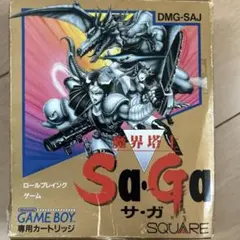 DMG-SAJ
魔界塔士
Sa・Ga
サ・ガ
ロールプレイング
ゲーム
Nintendo
GAME BOY
専用カートリッジ
SQUARE